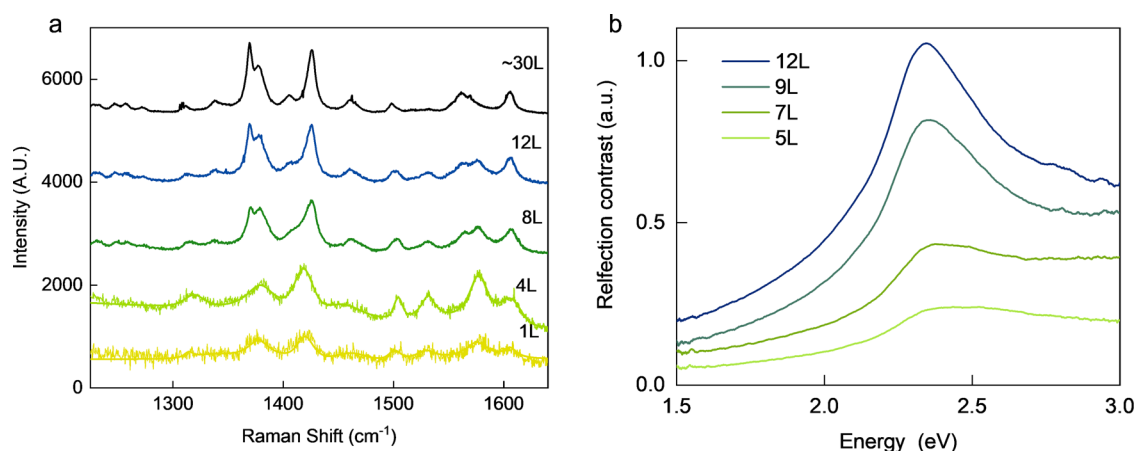 a
Intensity (A.U.)
6000
4000
2000
0
~30L
12L
8L
4L
1L
1300
1400
1500
1600
Raman Shift (cm⁻¹)
b
Relfection contrast (a.u.)
1.0
0.5
0.0
12L
9L
7L
5L
1.5
2.0
2.5
3.0
Energy (eV)